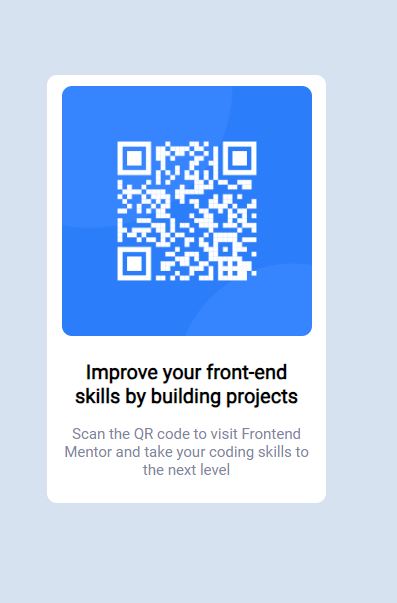 Improve your front-end
skills by building projects
Scan the QR code to visit Frontend
Mentor and take your coding skills to
the next level